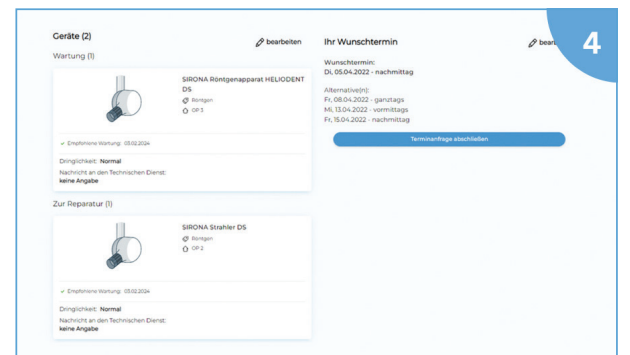 Geräte (2)
bearbeiten
Wartung (1)
SIRONA Röntgenapparat HELIODENT
DS
Röntgen
OP 3
Empfohlene Wartung: 03.02.2024
Dringlichkeit: Normal
Nachricht an den Technischen Dienst:
keine Angabe
Zur Reparatur (1)
SIRONA Strahler DS
Röntgen
OP 2
Empfohlene Wartung: 03.02.2024
Dringlichkeit: Normal
Nachricht an den Technischen Dienst:
keine Angabe
Ihr Wunschtermin
4
Wunschtermin:
Di, 05.04.2022 - nachmittag
Alternative(n):
Fr, 08.04.2022 - ganztags
Mi, 13.04.2022 - vormittags
Fr, 15.04.2022 - nachmittag
Terminanfrage abschließen